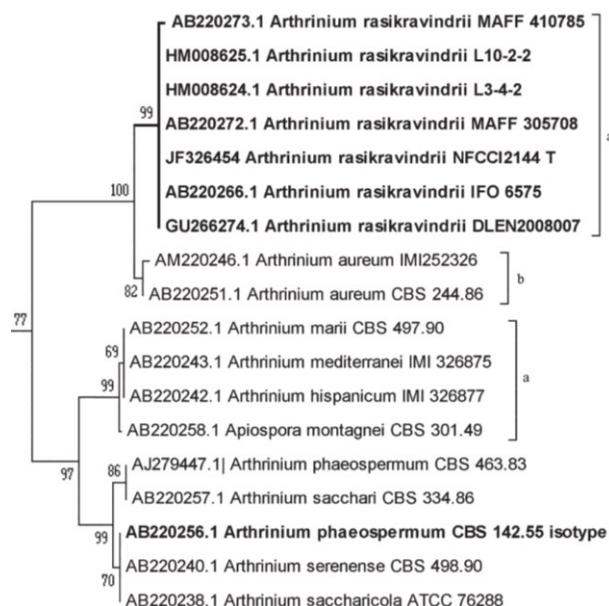 AB220273.1 Arthrinium rasikravindrii MAFF 410785
HM008625.1 Arthrinium rasikravindrii L10-2-2
HM008624.1 Arthrinium rasikravindrii L3-4-2
99
AB220272.1 Arthrinium rasikravindrii MAFF 305708
a
JF326454 Arthrinium rasikravindrii NFCCI2144 T
100
AB220266.1 Arthrinium rasikravindrii IFO 6575
GU266274.1 Arthrinium rasikravindrii DLEN2008007
AM220246.1 Arthrinium aureum IMI252326
b
82
AB220251.1 Arthrinium aureum CBS 244.86
77
AB220252.1 Arthrinium marii CBS 497.90
69
AB220243.1 Arthrinium mediterranei IMI 326875
a
99
AB220242.1 Arthrinium hispanicum IMI 326877
AB220258.1 Apiospora montagnei CBS 301.49
97
86
AJ279447.1| Arthrinium phaeospermum CBS 463.83
AB220257.1 Arthrinium sacchari CBS 334.86
99
AB220256.1 Arthrinium phaeospermum CBS 142.55 isotype
AB220240.1 Arthrinium serenense CBS 498.90
70
AB220238.1 Arthrinium saccharicola ATCC 76288